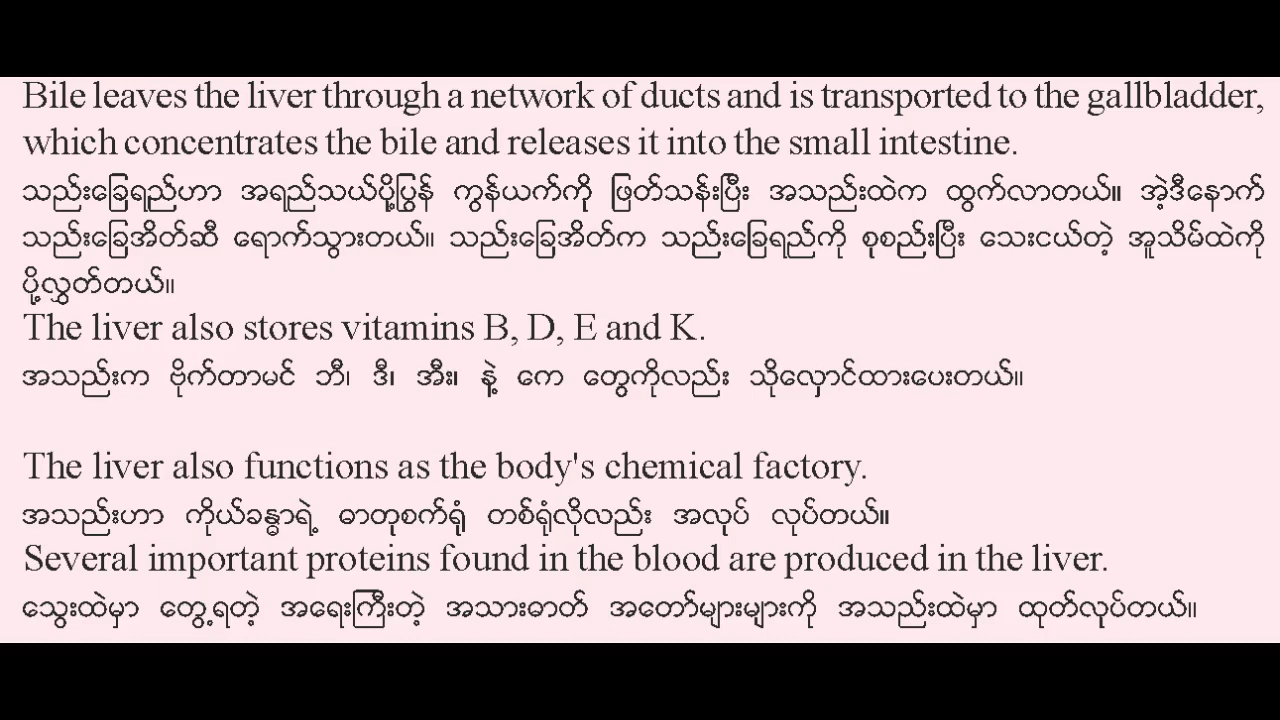 Bile leaves the liver through a network of ducts and is transported to the gallbladder,
which concentrates the bile and releases it into the small intestine.
သည်းခြေရည်ဟာ အရည်သယ်ပို့ပြွန် ကွန်ယက်ကို ဖြတ်သန်းပြီး အသည်းထဲက ထွက်လာတယ်။ အဲ့ဒီနောက်
သည်းခြေအိတ်ဆီ ရောက်သွားတယ်။ သည်းခြေအိတ်က သည်းခြေရည်ကို စုစည်းပြီး သေးငယ်တဲ့ အူသိမ်ထဲကို
ပို့လွှတ်တယ်။
The liver also stores vitamins B, D, E and K.
အသည်းက ဗိုက်တာမင် ဘီ၊ ဒီ၊ အီး၊ နဲ့ ကေ တွေကိုလည်း သိုလှောင်ထားပေးတယ်။
The liver also functions as the body's chemical factory.
အသည်းဟာ ကိုယ်ခန္ဓာရဲ့ ဓာတုစက်ရုံ တစ်ရုံလိုလည်း အလုပ် လုပ်တယ်။
Several important proteins found in the blood are produced in the liver.
သွေးထဲမှာ တွေ့ရတဲ့ အရေးကြီးတဲ့ အသားဓာတ် အတော်များများကို အသည်းထဲမှာ ထုတ်လုပ်တယ်။